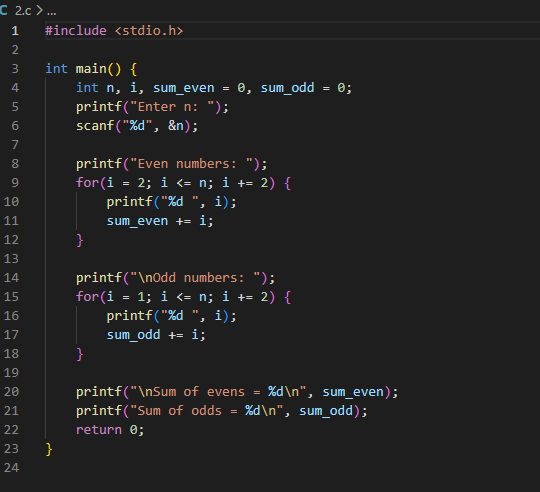 C 2.c > ...
1 #include <stdio.h>
2
3 int main() {
4     int n, i, sum_even = 0, sum_odd = 0;
5     printf("Enter n: ");
6     scanf("%d", &n);
7
8     printf("Even numbers: ");
9     for(i = 2; i <= n; i += 2) {
10         printf("%d ", i);
11         sum_even += i;
12     }
13
14     printf("\nOdd numbers: ");
15     for(i = 1; i <= n; i += 2) {
16         printf("%d ", i);
17         sum_odd += i;
18     }
19
20     printf("\nSum of evens = %d\n", sum_even);
21     printf("Sum of odds = %d\n", sum_odd);
22     return 0;
23 }
24